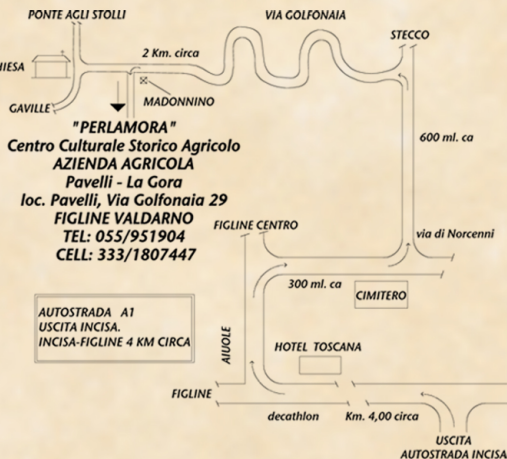 PONTE AGLI STOLLI
VIA GOLFONAIA
STECCO
2 Km. circa
HIESA
MADONNINO
GAVILLE
"PERLAMORA"
Centro Culturale Storico Agricolo
AZIENDA AGRICOLA
Pavelli - La Gora
loc. Pavelli, Via Golfonaia 29
FIGLINE VALDARNO
TEL: 055/951904
CELL: 333/1807447
600 ml. ca
FIGLINE CENTRO
via di Norcenni
300 ml. ca
CIMITERO
AUTOSTRADA A1
USCITA INCISA.
INCISA-FIGLINE 4 KM CIRCA
AIUOLE
HOTEL TOSCANA
FIGLINE
decathlon
Km. 4,00 circa
USCITA
AUTOSTRADA INCISA